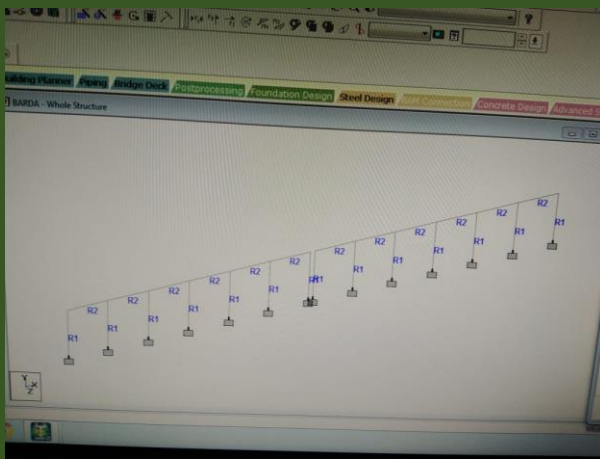 Building Planner Piping Bridge Deck Postprocessing Foundation Design Steel Design Concrete Design Advanced
BARDA - Whole Structure
R2
R1
R2
R1
R2
R1
R2
R1
R2
R1
R2
R1
R1
R2
R1
R2
R1
R2
R1
R2
R1
R2
R1
R2
R1
Y
X
Z